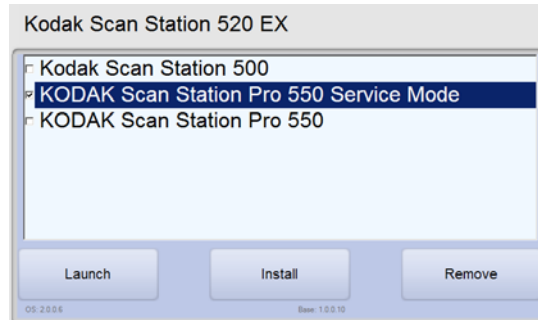 Kodak Scan Station 520 EX
Kodak Scan Station 500
KODAK Scan Station Pro 550 Service Mode
KODAK Scan Station Pro 550
Launch Install Remove
OS: 2.0.0.6 Base: 1.0.0.10